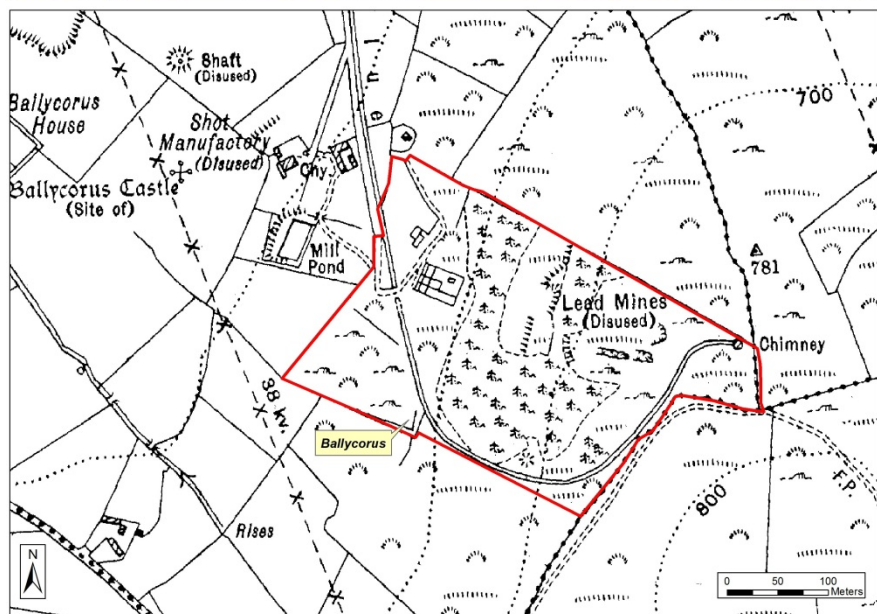 Shaft
(Disused)
Ballycorus
House
Shot
Manufactory
(Disused)
Chy.
Ballycorus Castle
(Site of)
Mill
Pond
lue
700
781
Lead Mines
(Disused)
Chimney
38 kv.
Ballycorus
Rises
800
F.P.
N
0 50 100
Meters